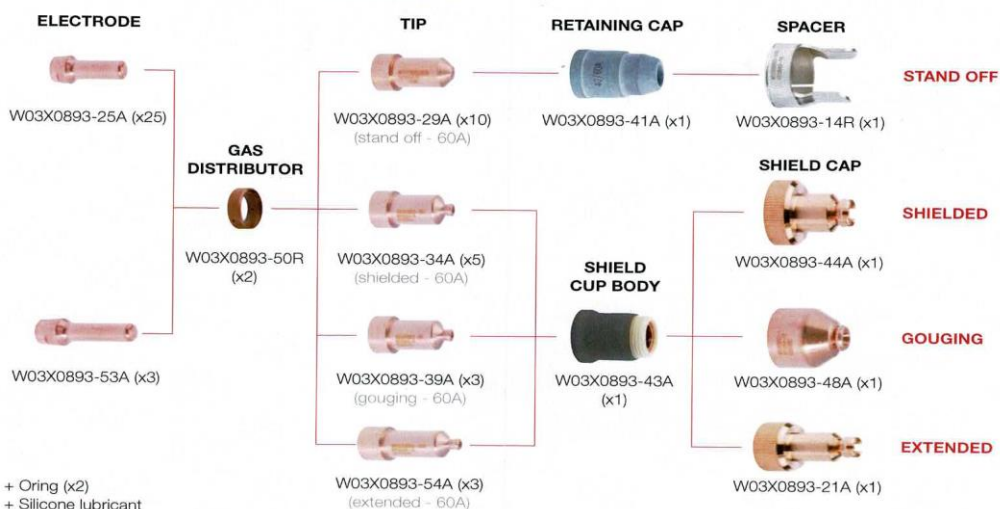 ELECTRODE
TIP
RETAINING CAP
SPACER
W03X0893-25A (x25)
W03X0893-29A (x10)
(stand off - 60A)
W03X0893-41A (x1)
W03X0893-14R (x1)
STAND OFF
GAS
DISTRIBUTOR
W03X0893-50R
(x2)
W03X0893-34A (x5)
(shielded - 60A)
SHIELD CAP
W03X0893-44A (x1)
SHIELDED
W03X0893-53A (x3)
W03X0893-39A (x3)
(gouging - 60A)
SHIELD
CUP BODY
W03X0893-43A
(x1)
W03X0893-48A (x1)
GOUGING
W03X0893-54A (x3)
(extended - 60A)
W03X0893-21A (x1)
EXTENDED
+ Oring (x2)
+ Silicone lubricant